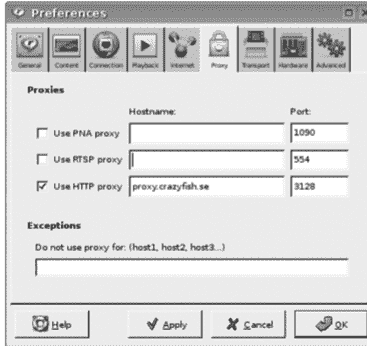 Preferences
General Content Connection Playback Internet Proxy Transport Hardware Advanced
Proxies
Hostname: Port:
Use PNA proxy 1090
Use RTSP proxy 554
Use HTTP proxy proxy.crazyfish.se 3128
Exceptions
Do not use proxy for: (host1, host2, host3...)
Help Apply Cancel OK